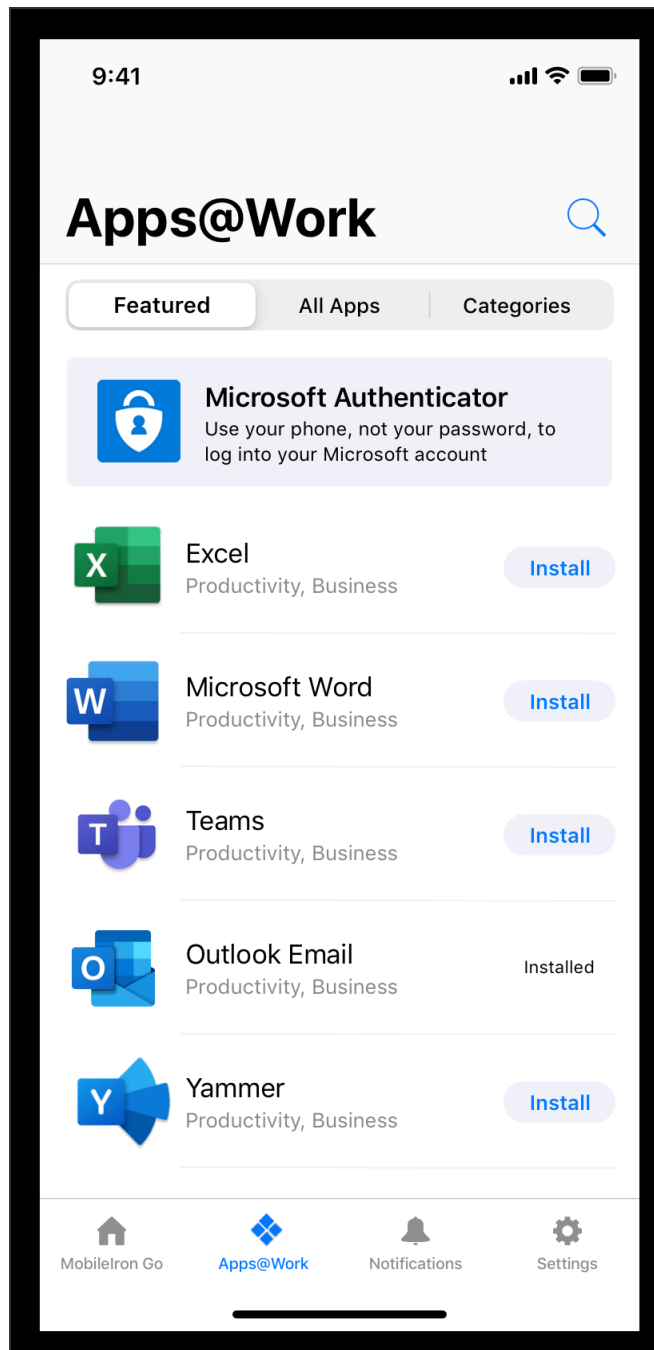 9:41
Apps@Work
Featured
All Apps
Categories
Microsoft Authenticator
Use your phone, not your password, to
log into your Microsoft account
X
Excel
Install
Productivity, Business
W
Microsoft Word
Install
Productivity, Business
T
Teams
Install
Productivity, Business
O
Outlook Email
Installed
Productivity, Business
Y
Yammer
Install
Productivity, Business
MobileIron Go
Apps@Work
Notifications
Settings